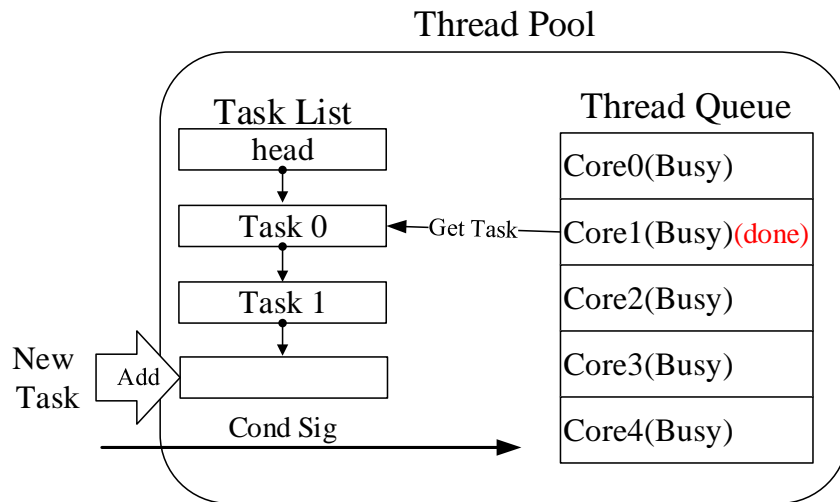 Thread Pool
Task List
head
Task 0
Task 1
New
Task
Add
Cond Sig
Get Task
Thread Queue
Core0(Busy)
Core1(Busy)(done)
Core2(Busy)
Core3(Busy)
Core4(Busy)